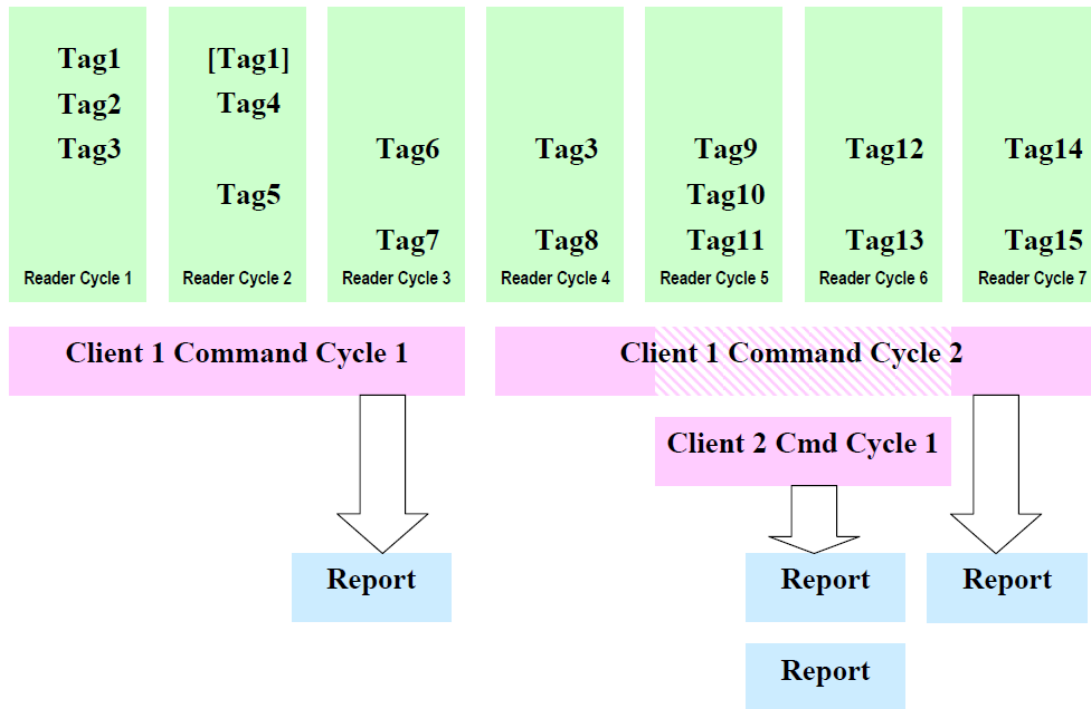 Tag1
Tag2
Tag3
Reader Cycle 1
[Tag1]
Tag4
Tag5
Reader Cycle 2
Tag6
Tag7
Reader Cycle 3
Tag3
Tag8
Reader Cycle 4
Tag9
Tag10
Tag11
Reader Cycle 5
Tag12
Tag13
Reader Cycle 6
Tag14
Tag15
Reader Cycle 7
Client 1 Command Cycle 1
Client 1 Command Cycle 2
Client 2 Cmd Cycle 1
Report
Report
Report
Report